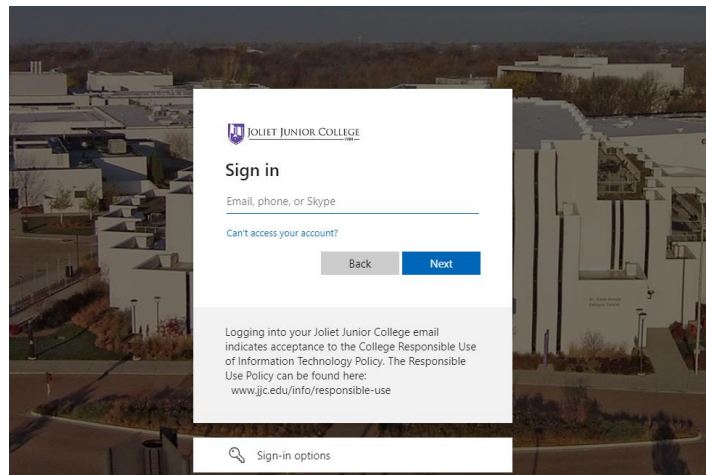 JOLIET JUNIOR COLLEGE
1901
Sign in
Email, phone, or Skype
Can't access your account?
Back
Next
Logging into your Joliet Junior College email
indicates acceptance to the College Responsible Use
of Information Technology Policy. The Responsible
Use Policy can be found here:
www.jjc.edu/info/responsible-use
Sign-in options